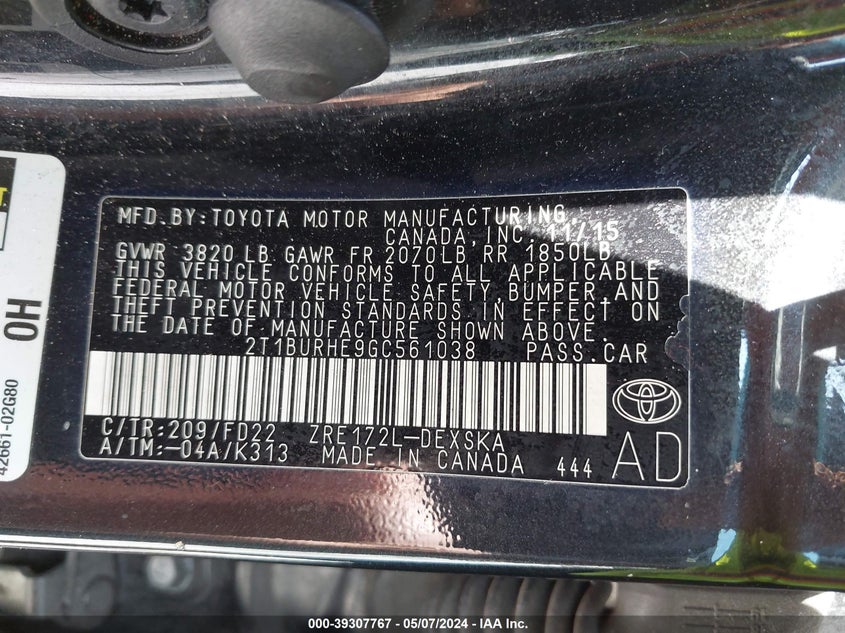 MFD.BY:TOYOTA MOTOR MANUFACTURING,
CANADA,INC. 11/15
GVWR 3820 LB GAWR FR 2070LB RR 1850LB
THIS VEHICLE CONFORMS TO ALL APPLICABLE
FEDERAL MOTOR VEHICLE SAFETY,BUMPER,AND
THEFT PREVENTION STANDARDS IN EFFECT ON
THE DATE OF MANUFACTURE SHOWN ABOVE.
2T1BURHE9GC561038 PASS.CAR
C/TR:209/FD22 ZRE172L-DEXSKA
A/TM:-04A/K313 MADE IN CANADA 444
AD
OH
42661-02G80
000-39307767 - 05/07/2024 - © IAA Inc.